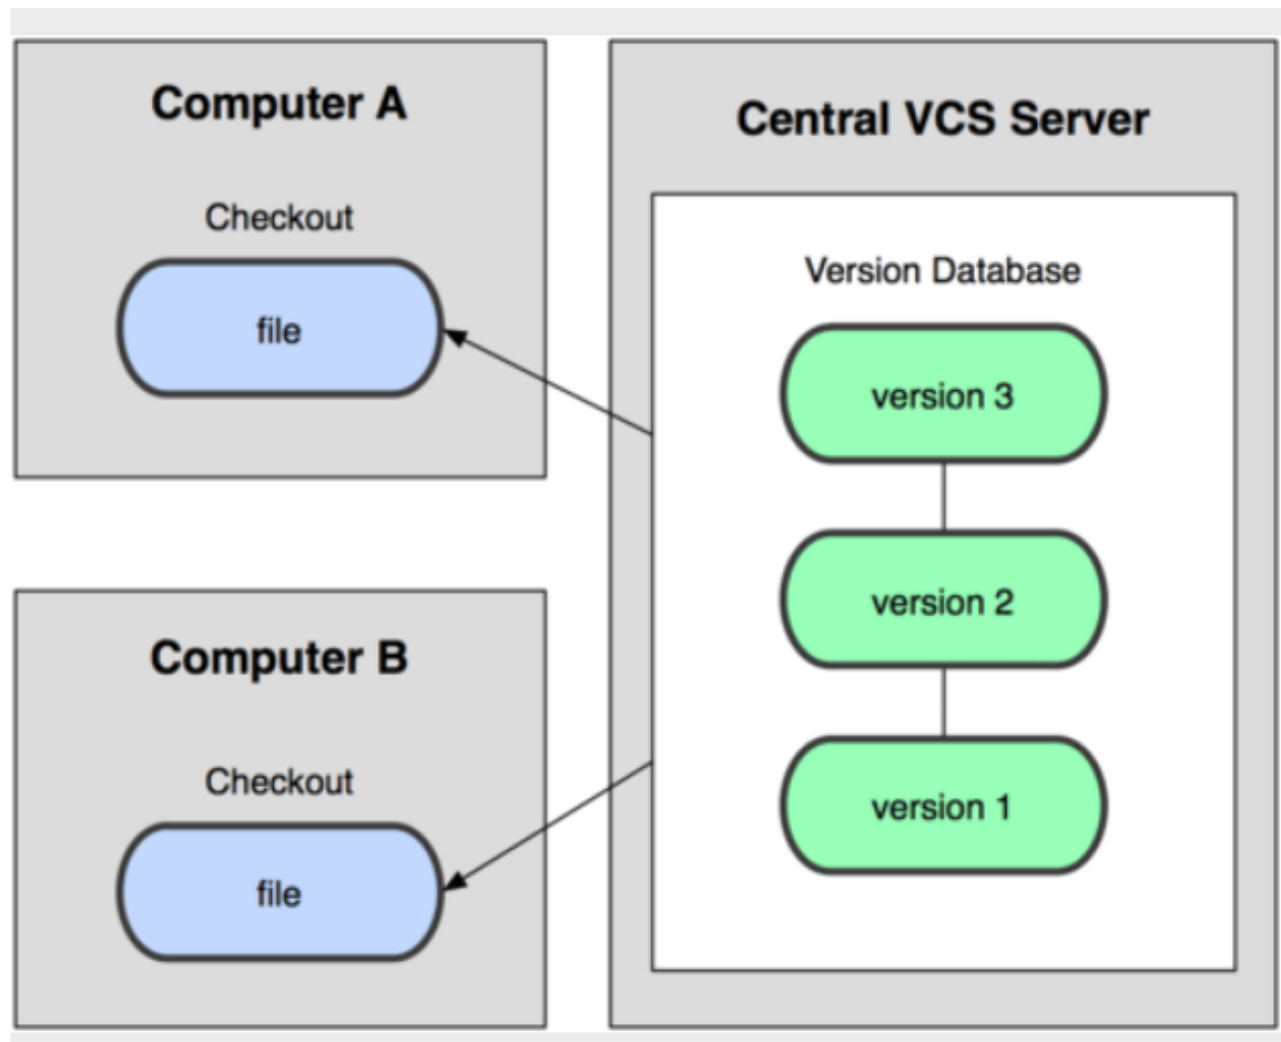 Computer A
Checkout
file
Computer B
Checkout
file
Central VCS Server
Version Database
version 3
version 2
version 1